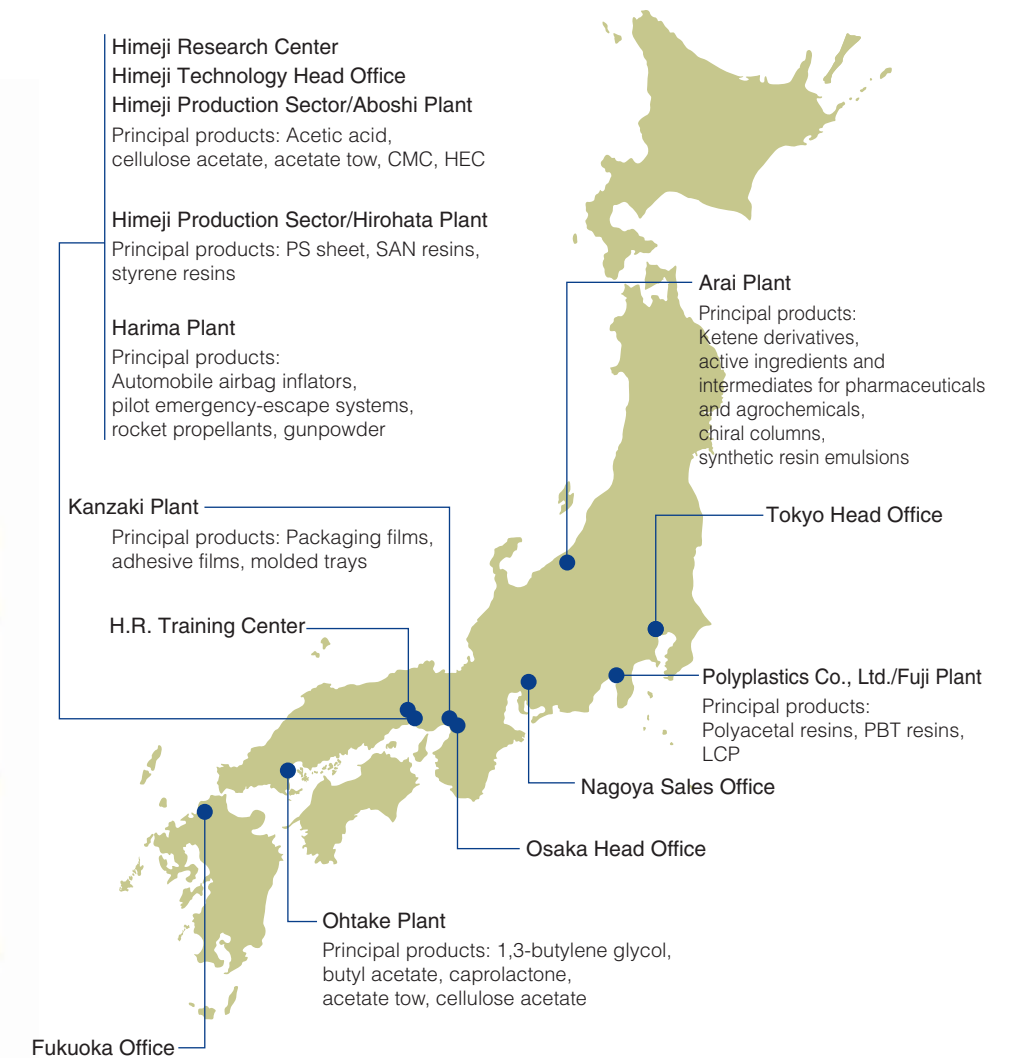 Himeji Research Center
Himeji Technology Head Office
Himeji Production Sector/Aboshi Plant
Principal products: Acetic acid,
cellulose acetate, acetate tow, CMC, HEC
Himeji Production Sector/Hirohata Plant
Principal products: PS sheet, SAN resins,
styrene resins
Harima Plant
Principal products:
Automobile airbag inflators,
pilot emergency-escape systems,
rocket propellants, gunpowder
Kanzaki Plant
Principal products: Packaging films,
adhesive films, molded trays
H.R. Training Center
Arai Plant
Principal products:
Ketene derivatives,
active ingredients and
intermediates for pharmaceuticals
and agrochemicals,
chiral columns,
synthetic resin emulsions
Tokyo Head Office
Polyplastics Co., Ltd./Fuji Plant
Principal products:
Polyacetal resins, PBT resins,
LCP
Nagoya Sales Office
Osaka Head Office
Ohtake Plant
Principal products: 1,3-butylene glycol,
butyl acetate, caprolactone,
acetate tow, cellulose acetate
Fukuoka Office